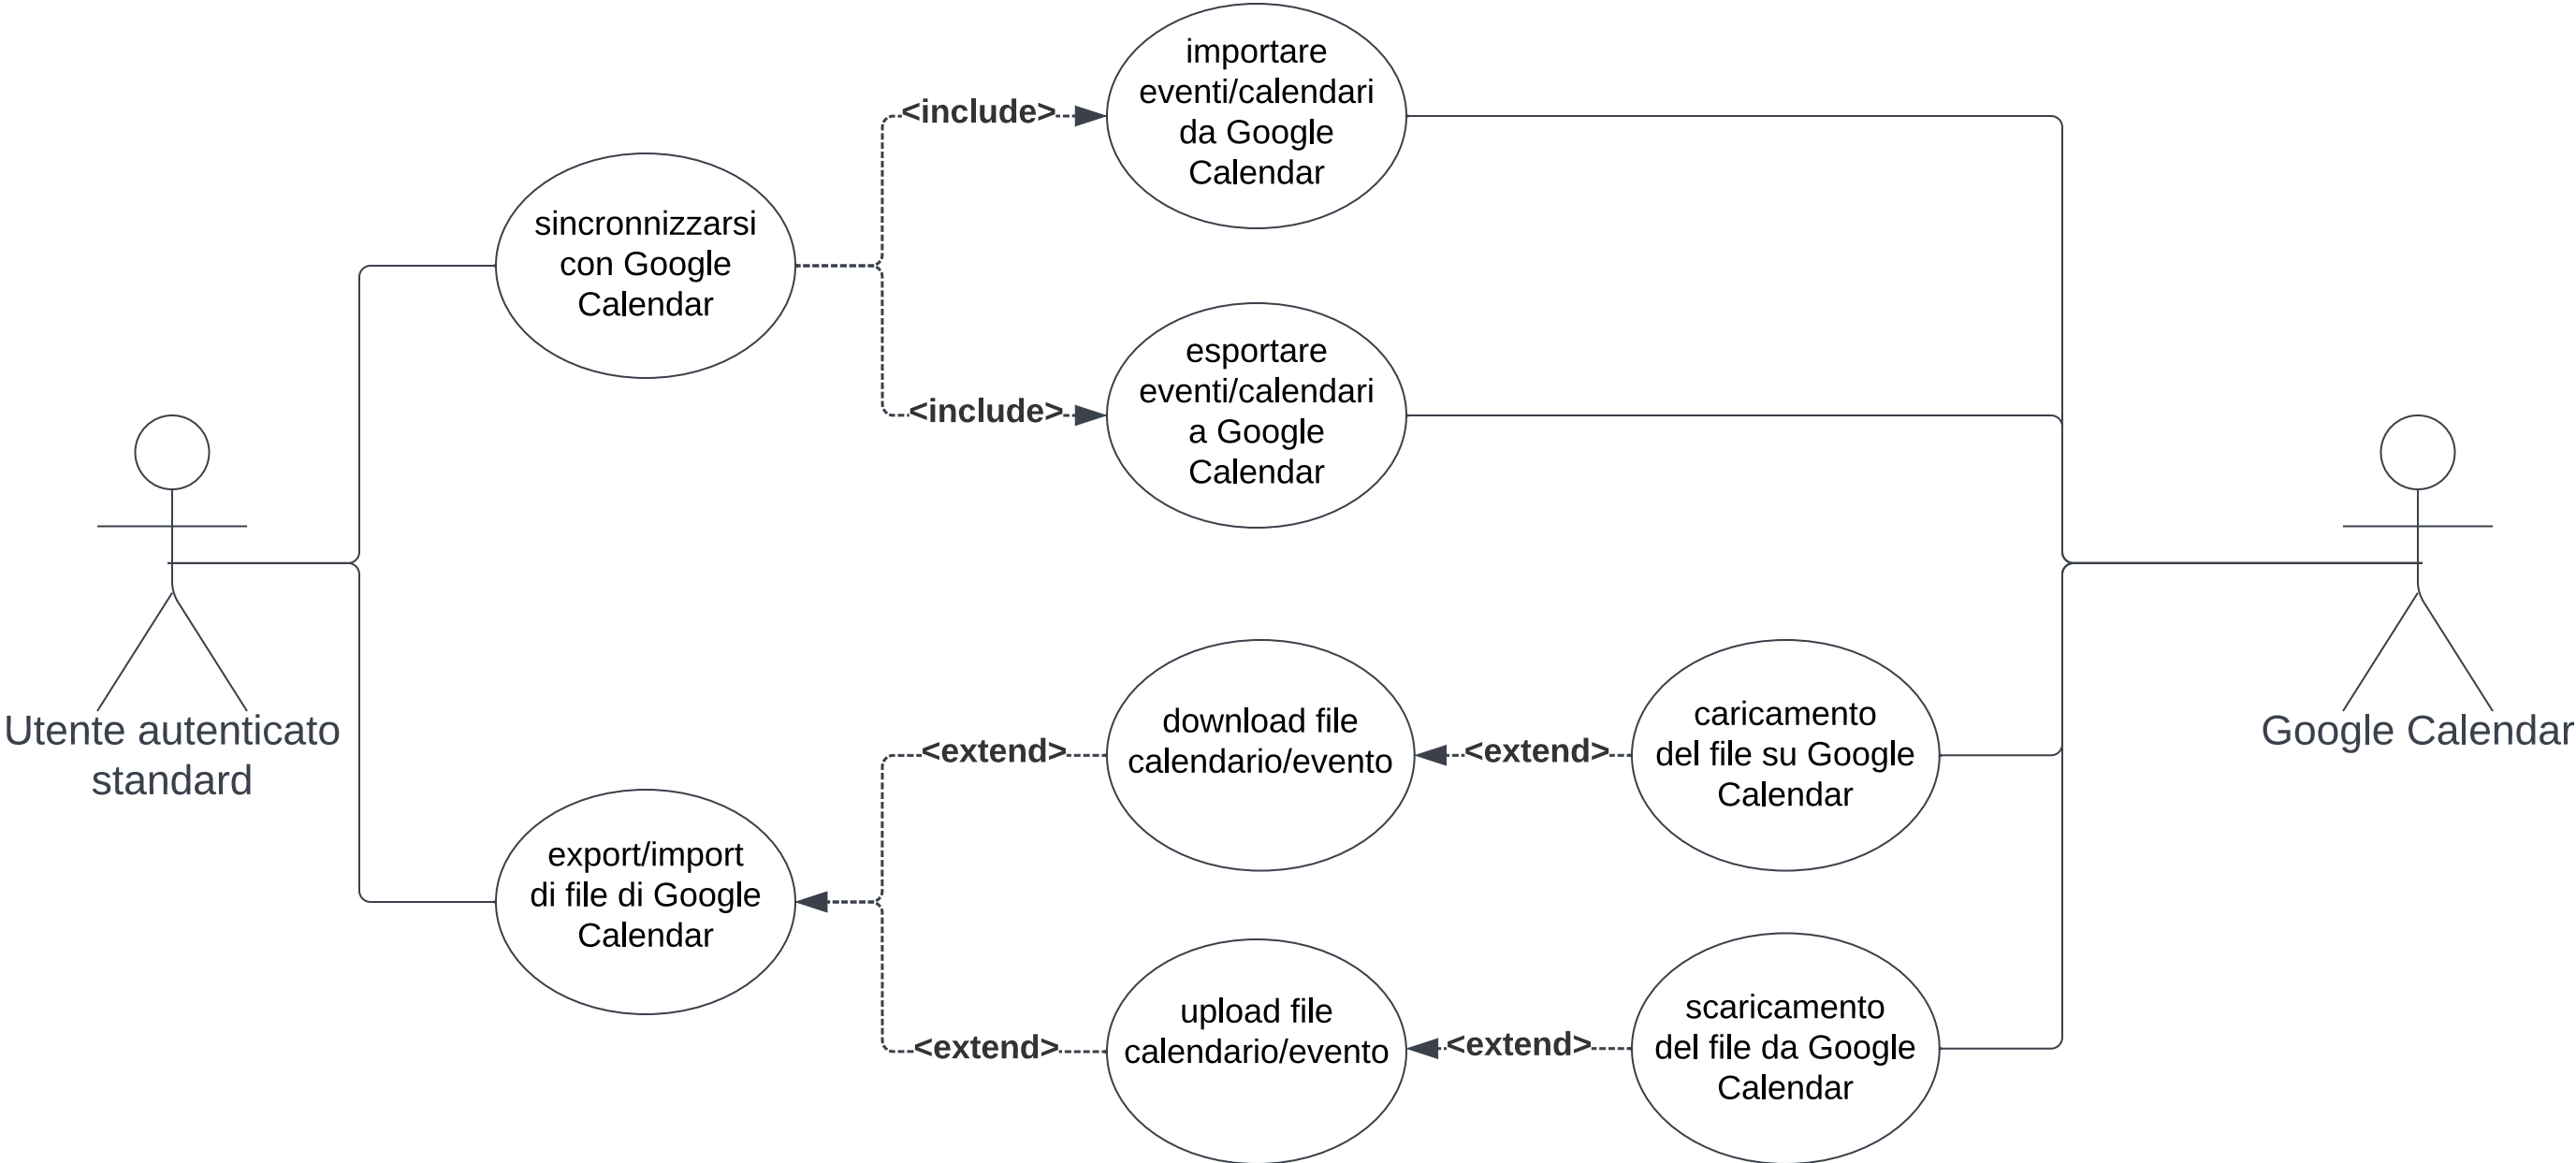 importare
eventi/calendari
da Google
Calendar
<include>
sincronnizzarsi
con Google
Calendar
esportare
eventi/calendari
a Google
Calendar
<include>
Utente autenticato
standard
Google Calendar
download file
calendario/evento
<extend>
<extend>
caricamento
del file su Google
Calendar
export/import
di file di Google
Calendar
upload file
calendario/evento
<extend>
<extend>
scaricamento
del file da Google
Calendar